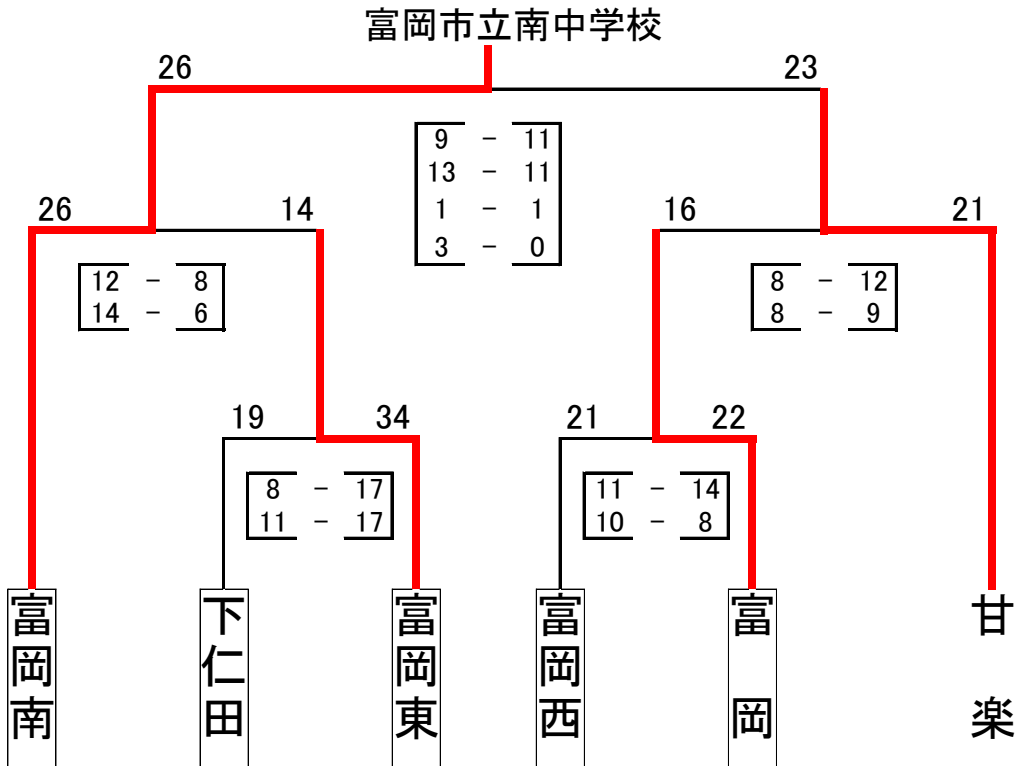 富岡市立南中学校
26 23
9 - 11
13 - 11
1 - 1
3 - 0
26 14 16 21
12 - 8
14 - 6
8 - 12
8 - 9
19 34 21 22
8 - 17
11 - 17
11 - 14
10 - 8
富岡南
下仁田
富岡東
富岡西
富岡
甘楽